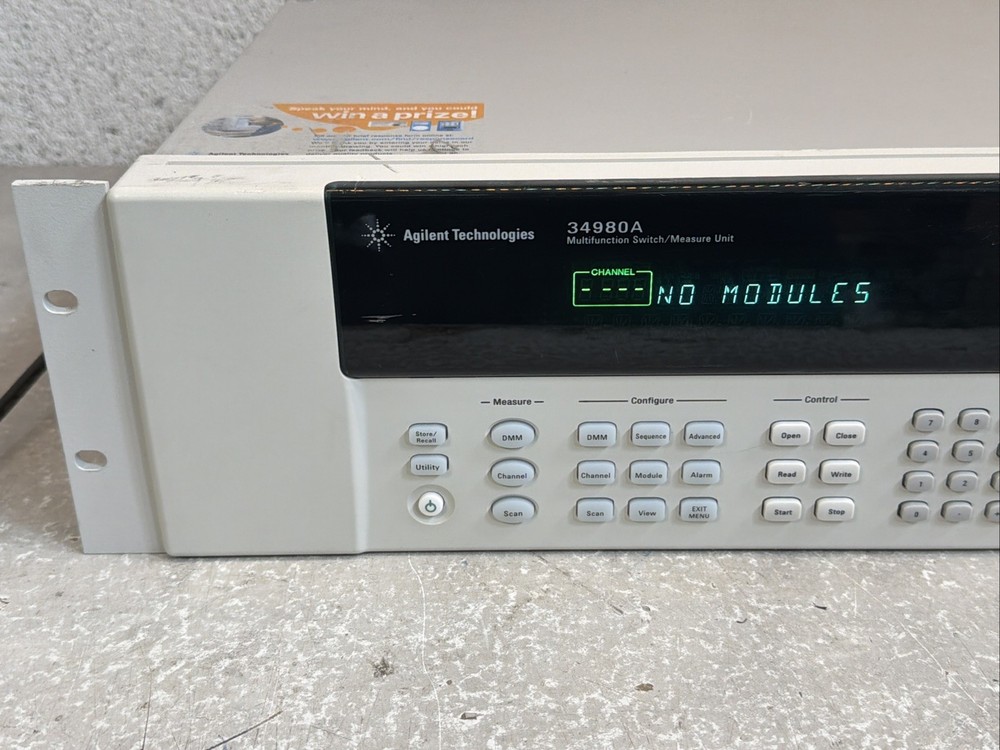 Speak your mind, and you could
win a prize!
Agilent Technologies
Agilent Technologies
34980A
Multifunction Switch/Measure Unit
CHANNEL
- - - - NO MODULES
Measure
Configure
Control
Store/
Recall
DMM
DMM
Sequence
Advanced
Open
Close
7
8
Utility
Channel
Channel
Module
Alarm
Read
Write
4
5
1
2
Scan
Scan
View
EXIT
MENU
Start
Stop
0
.